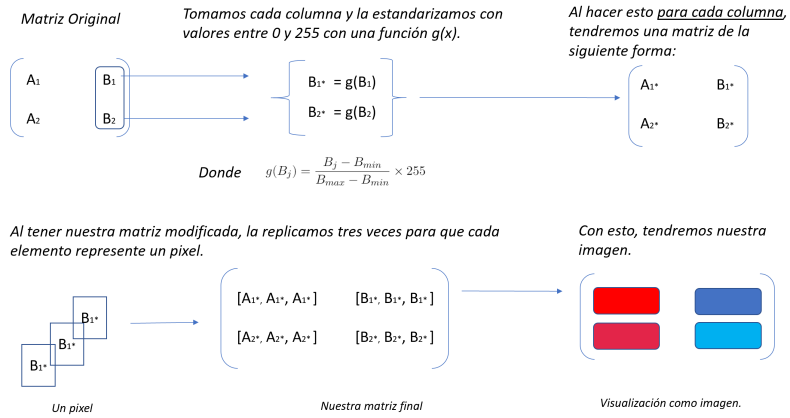 Matriz Original
Tomamos cada columna y la estandarizamos con
valores entre 0 y 255 con una función g(x).
Al hacer esto para cada columna,
tendremos una matriz de la
siguiente forma:
A1 B1
A2 B2
B1* = g(B1)
B2* = g(B2)
A1* B1*
A2* B2*
Donde g(Bj) = (Bj − Bmin) / (Bmax − Bmin) × 255
Al tener nuestra matriz modificada, la replicamos tres veces para que cada
elemento represente un pixel.
Con esto, tendremos nuestra
imagen.
B1*
B1*
B1*
[A1*, A1*, A1*] [B1*, B1*, B1*]
[A2*, A2*, A2*] [B2*, B2*, B2*]
Un pixel
Nuestra matriz final
Visualización como imagen.